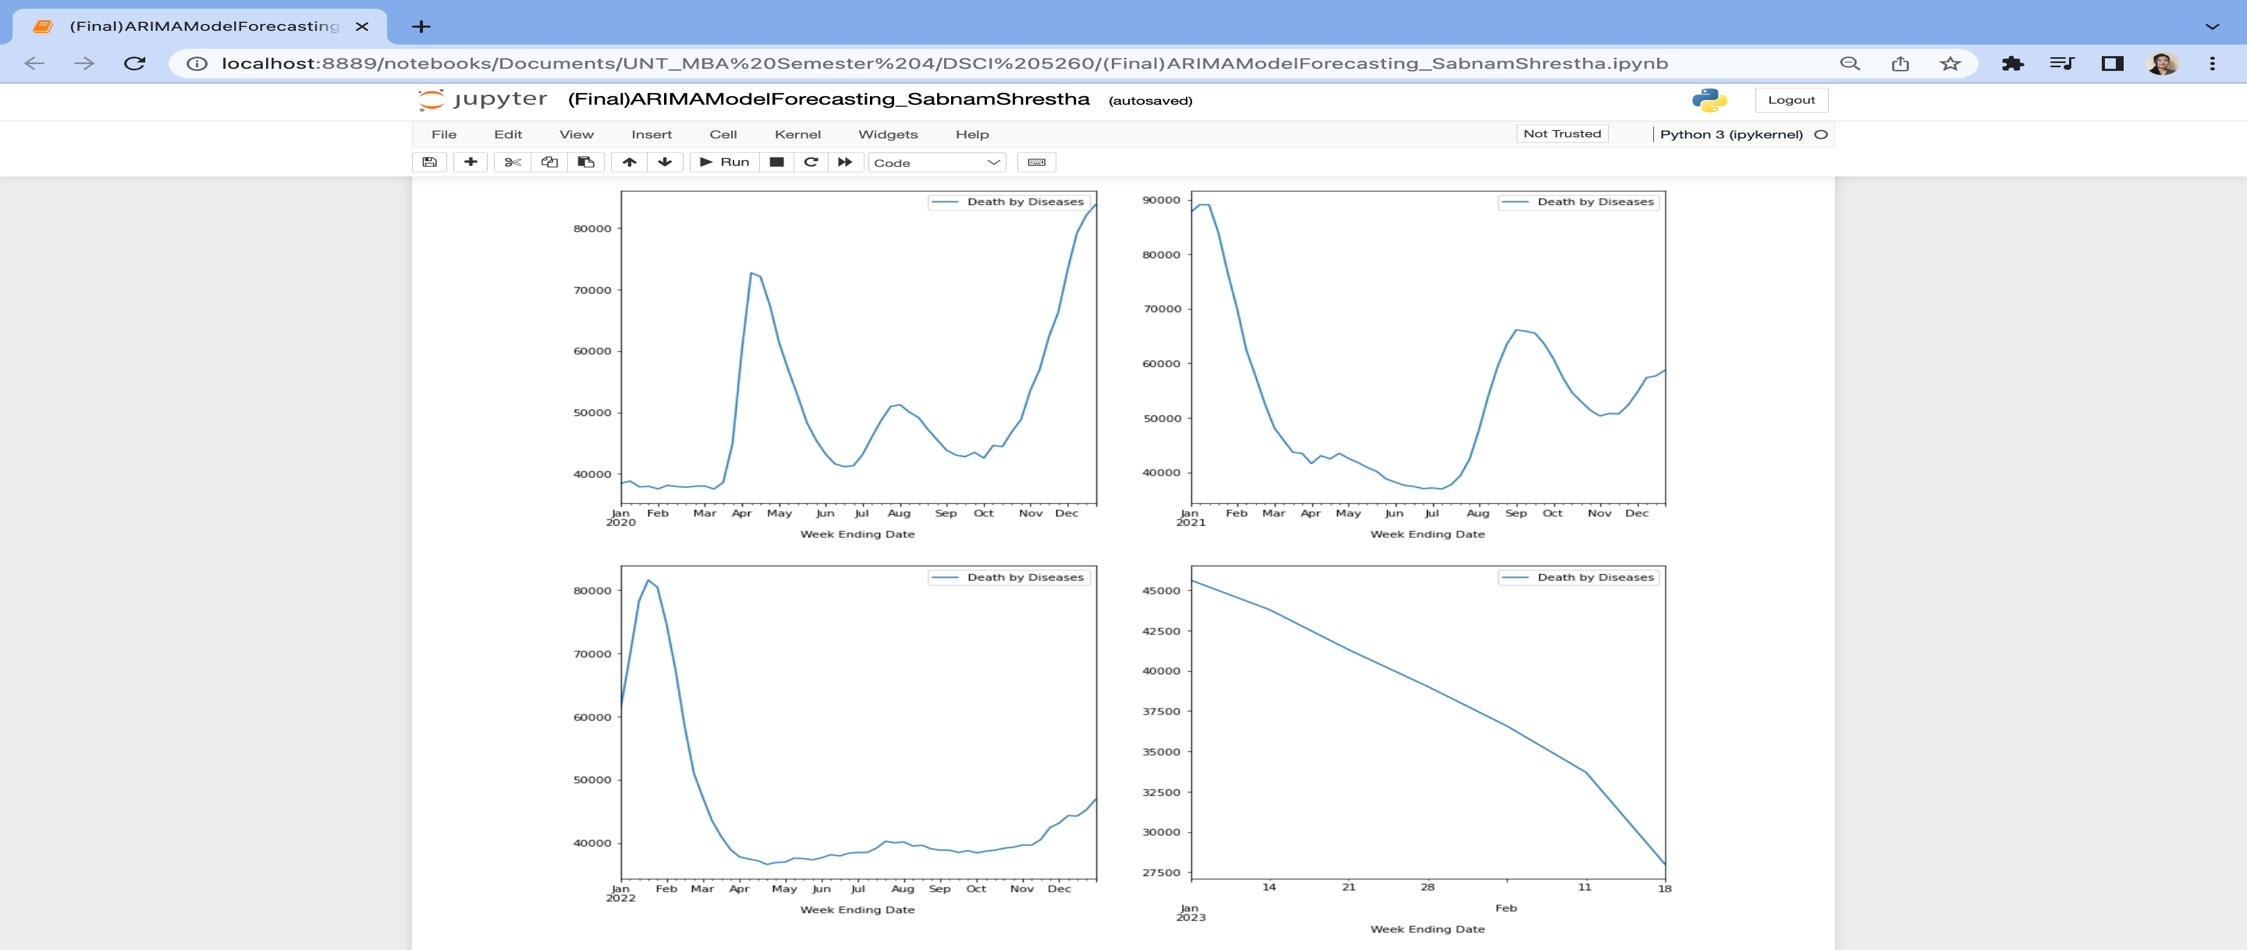 (Final)ARIMAModelForecasting
localhost:8889/notebooks/Documents/UNT_MBA%20Semester%204/DSCI%205260/(Final)ARIMAModelForecasting_SabnamShrestha.ipynb
jupyter (Final)ARIMAModelForecasting_SabnamShrestha (autosaved)
Logout
File Edit View Insert Cell Kernel Widgets Help
Not Trusted
Python 3 (ipykernel)
Run
Code
Death by Diseases
80000
70000
60000
50000
40000
Jan Feb Mar Apr May Jun Jul Aug Sep Oct Nov Dec
2020
Week Ending Date
Death by Diseases
90000
80000
70000
60000
50000
40000
Jan Feb Mar Apr May Jun Jul Aug Sep Oct Nov Dec
2021
Week Ending Date
Death by Diseases
80000
70000
60000
50000
40000
Jan Feb Mar Apr May Jun Jul Aug Sep Oct Nov Dec
2022
Week Ending Date
Death by Diseases
45000
42500
40000
37500
35000
32500
30000
27500
14 21 28 11 18
Jan Feb
2023
Week Ending Date